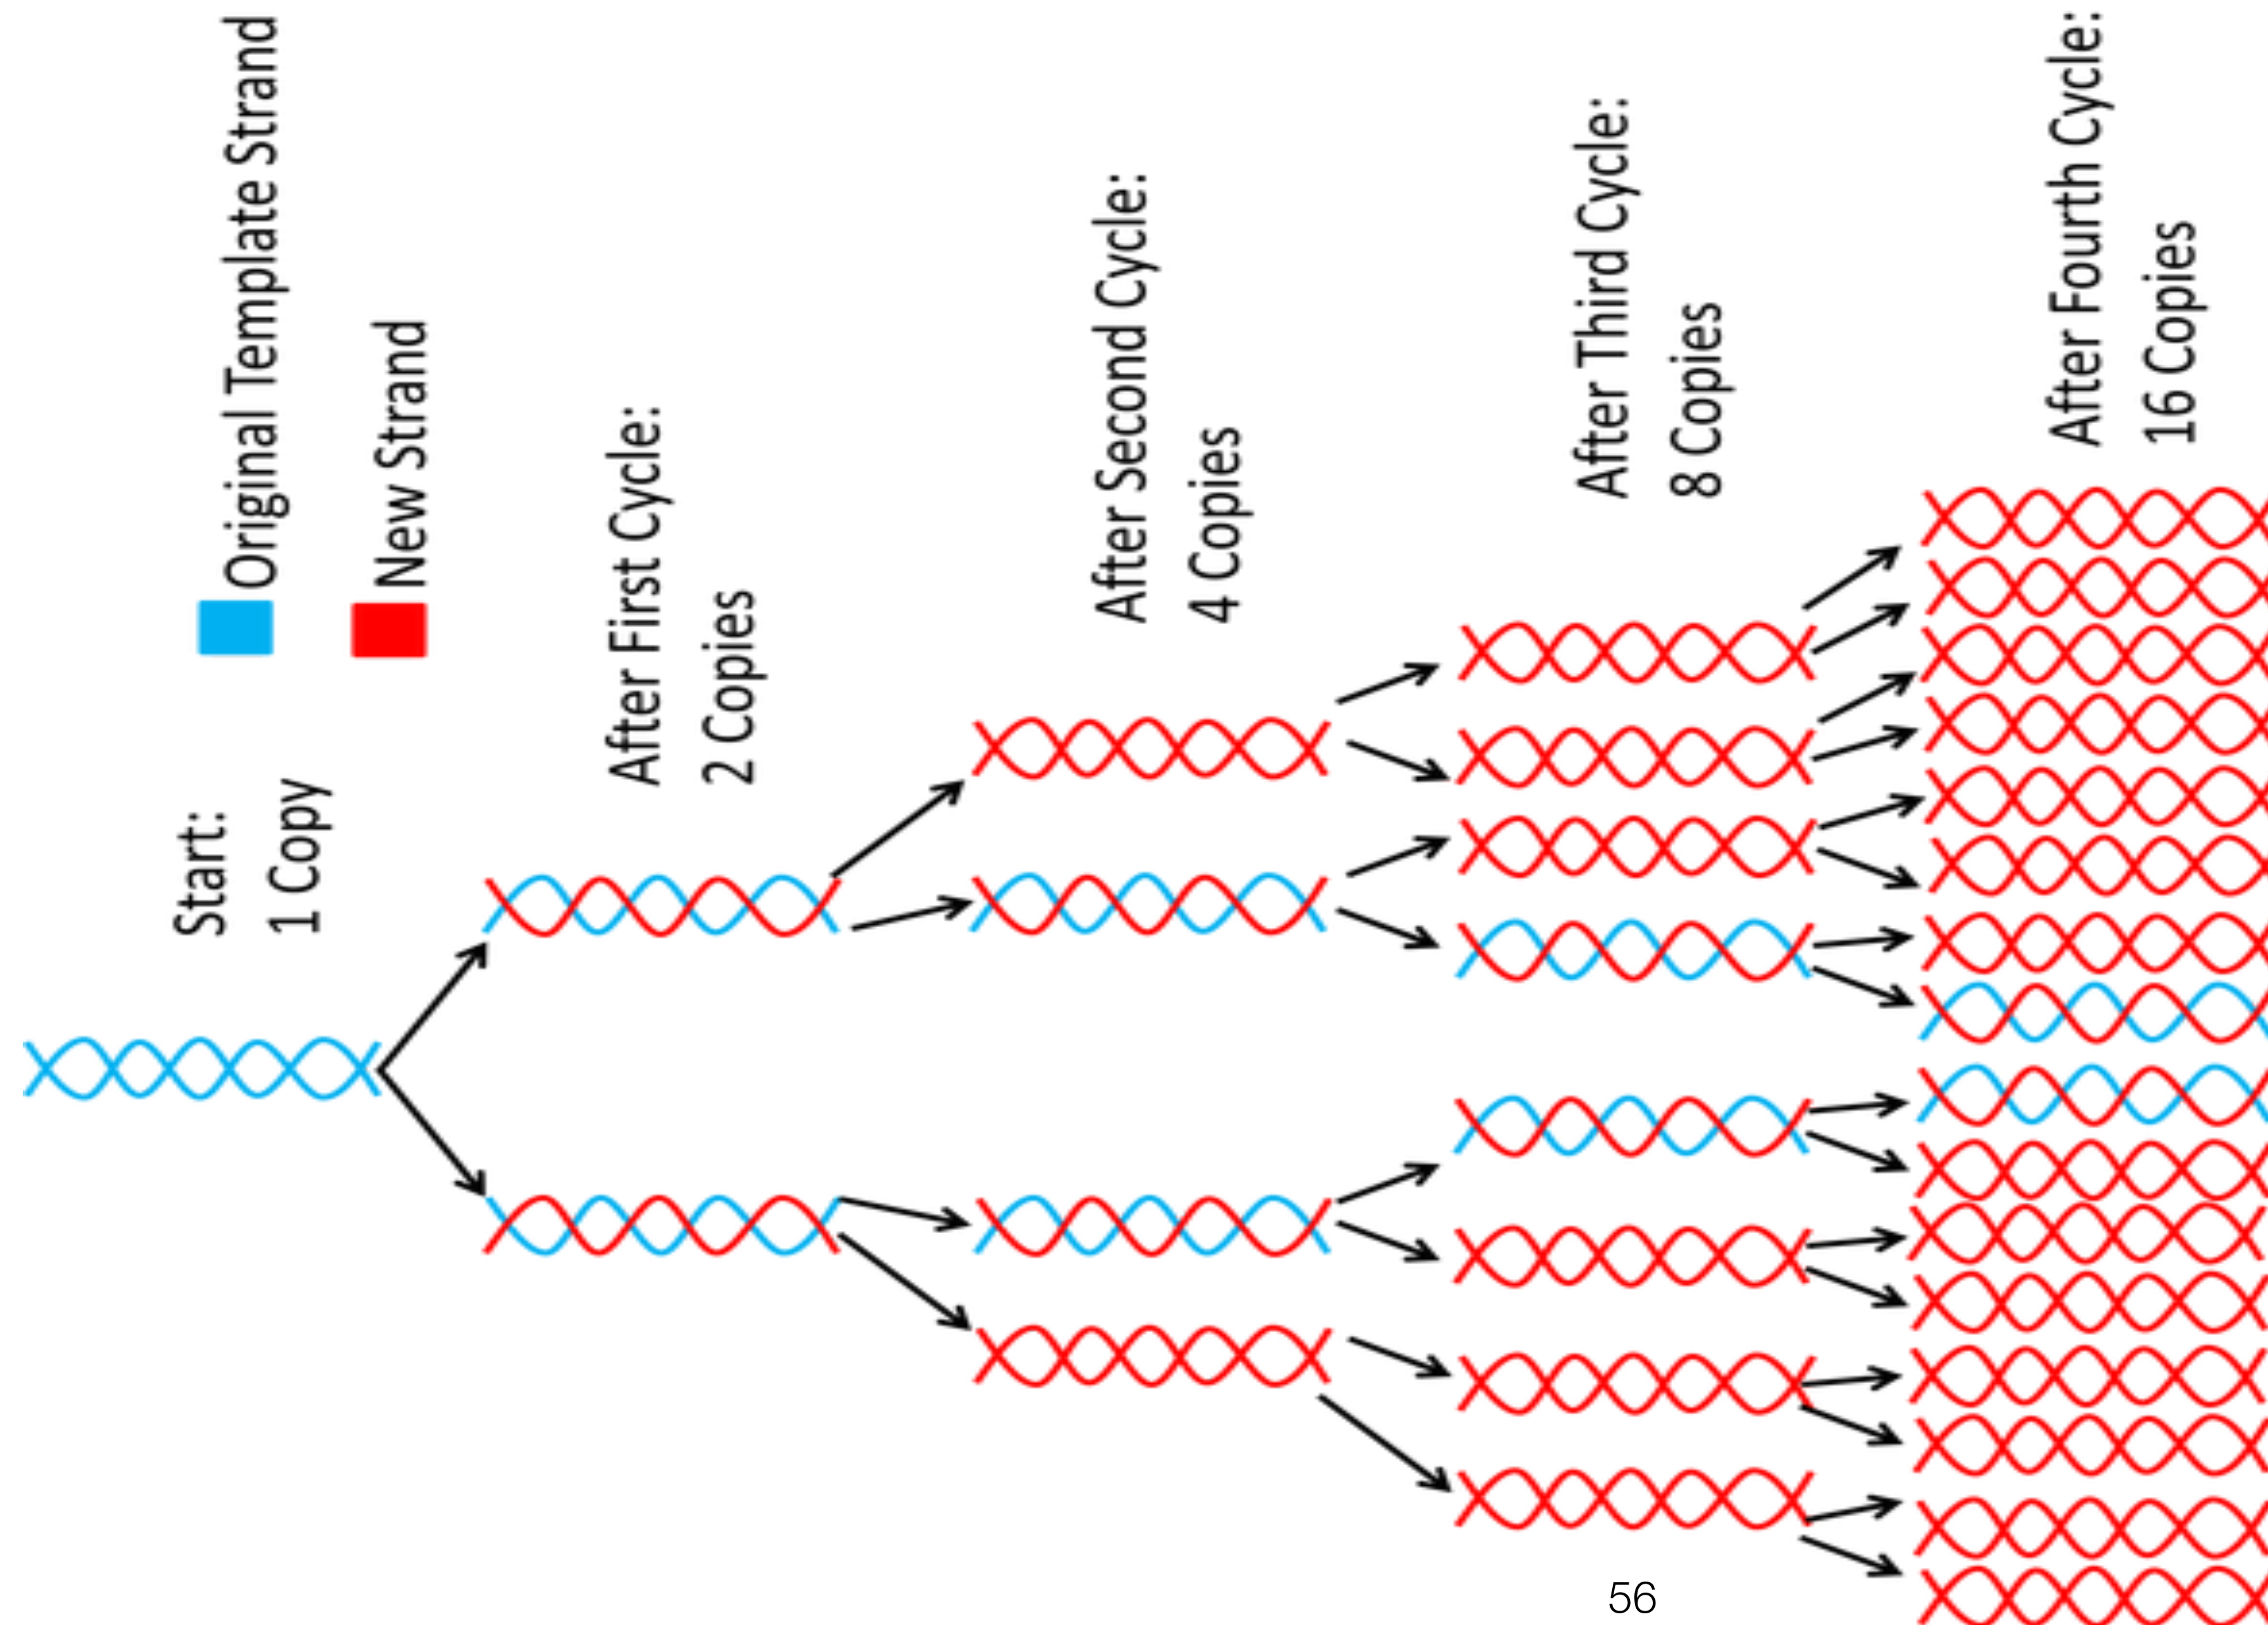 Original Template Strand
New Strand
Start:
1 Copy
After First Cycle:
2 Copies
After Second Cycle:
4 Copies
After Third Cycle:
8 Copies
After Fourth Cycle:
16 Copies
56